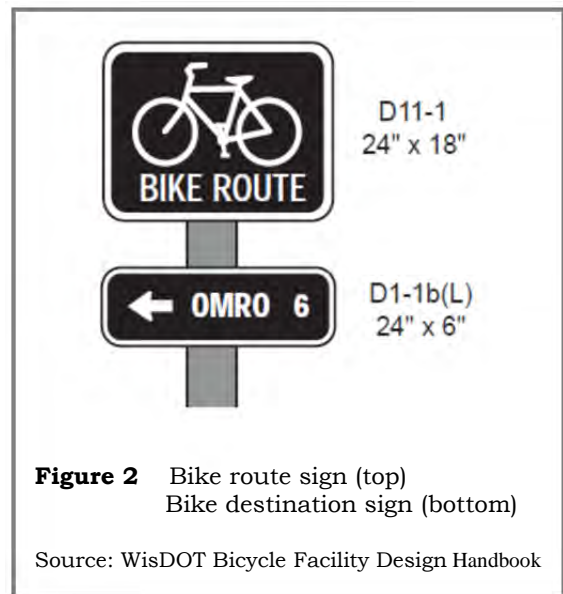 BIKE ROUTE
D11-1
24" x 18"
OMRO 6
D1-1b(L)
24" x 6"
Figure 2 Bike route sign (top)
Bike destination sign (bottom)
Source: WisDOT Bicycle Facility Design Handbook